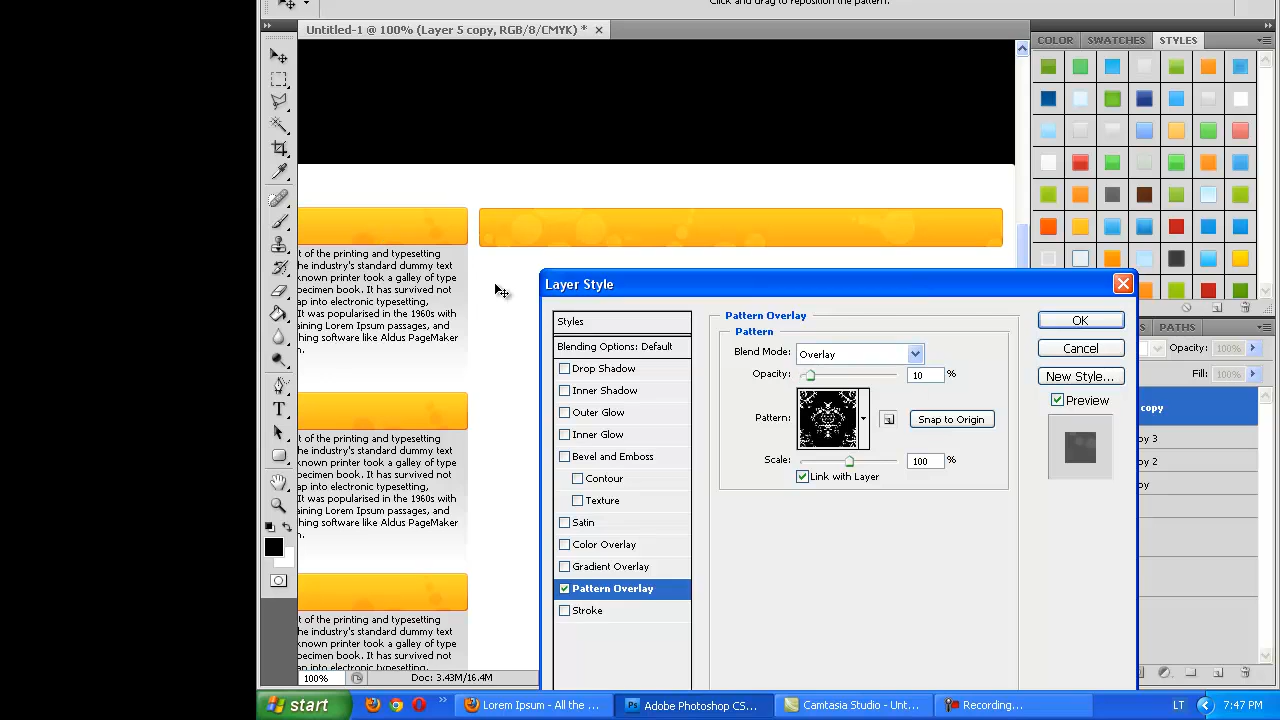 Click and drag to reposition the pattern.
Untitled-1 @ 100% (Layer 5 copy, RGB/8/CMYK) *
COLOR SWATCHES STYLES
t of the printing and typesetting
he industry's standard dummy text
known printer took a galley of type
pecimen book. It has survived not
ap into electronic typesetting,
hanged. It was popularised in the 1960s with
aining Lorem Ipsum passages, and
hing software like Aldus PageMaker
n.
t of the printing and typesetting
he industry's standard dummy text
known printer took a galley of type
pecimen book. It has survived not
ap into electronic typesetting,
It was popularised in the 1960s with
aining Lorem Ipsum passages, and
hing software like Aldus PageMaker
n.
t of the printing and typesetting
he industry's standard dummy text
known printer took a galley of type
pecimen book. It has survived not
ap into electronic typesetting,
100% Doc: 3.43M/16.4M
Layer Style
Styles
Blending Options: Default
Drop Shadow
Inner Shadow
Outer Glow
Inner Glow
Bevel and Emboss
Contour
Texture
Satin
Color Overlay
Gradient Overlay
Pattern Overlay
Stroke
Pattern Overlay
Pattern
Blend Mode: Overlay
Opacity: 10 %
Pattern:
Snap to Origin
Scale: 100 %
Link with Layer
OK
Cancel
New Style...
Preview
S PATHS
Opacity: 100%
Fill: 100%
copy
py 3
py 2
py
start
Lorem Ipsum - All the ...
Adobe Photoshop CS...
Camtasia Studio - Unt...
Recording...
LT
7:47 PM